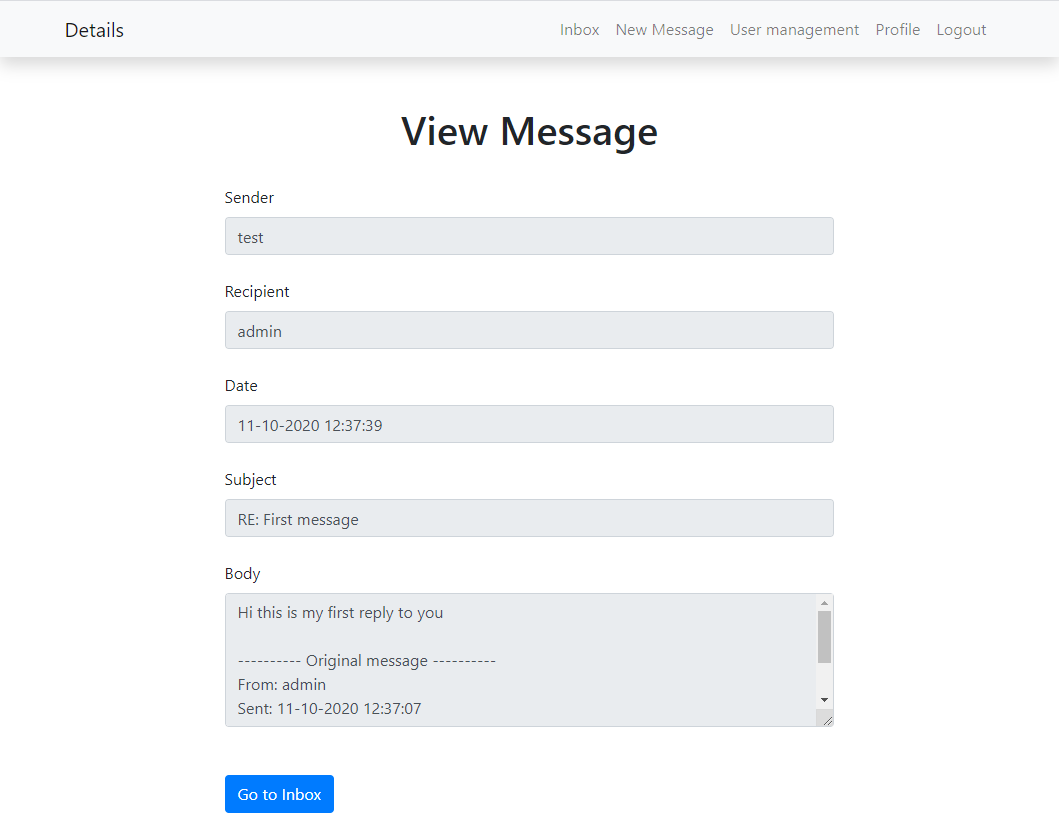 Details Inbox New Message User management Profile Logout
View Message
Sender
test
Recipient
admin
Date
11-10-2020 12:37:39
Subject
RE: First message
Body
Hi this is my first reply to you
---------- Original message ----------
From: admin
Sent: 11-10-2020 12:37:07
Go to Inbox